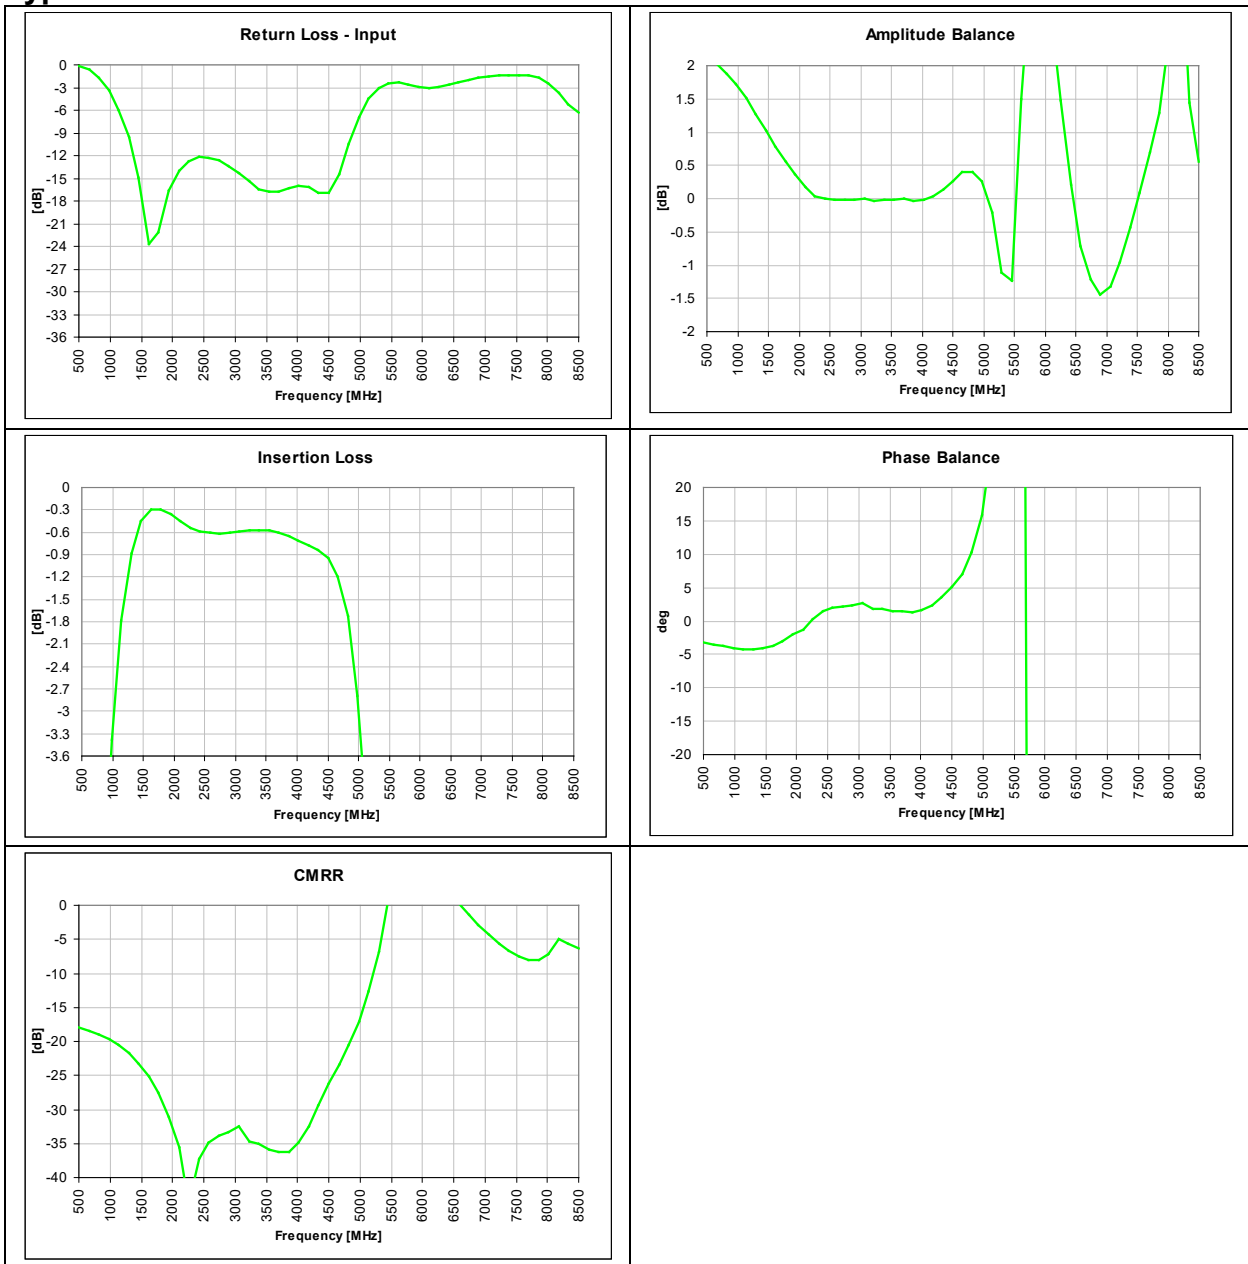 Return Loss - Input
0
-3
-6
-9
-12
-15
-18
-21
-24
-27
-30
-33
-36
[dB]
500 1000 1500 2000 2500 3000 3500 4000 4500 5000 5500 6000 6500 7000 7500 8000 8500
Frequency [MHz]
Amplitude Balance
2
1.5
1
0.5
0
-0.5
-1
-1.5
-2
[dB]
500 1000 1500 2000 2500 3000 3500 4000 4500 5000 5500 6000 6500 7000 7500 8000 8500
Frequency [MHz]
Insertion Loss
0
-0.3
-0.6
-0.9
-1.2
-1.5
-1.8
-2.1
-2.4
-2.7
-3
-3.3
-3.6
[dB]
500 1000 1500 2000 2500 3000 3500 4000 4500 5000 5500 6000 6500 7000 7500 8000 8500
Frequency [MHz]
Phase Balance
20
15
10
5
0
-5
-10
-15
-20
deg
500 1000 1500 2000 2500 3000 3500 4000 4500 5000 5500 6000 6500 7000 7500 8000 8500
Frequency [MHz]
CMRR
0
-5
-10
-15
-20
-25
-30
-35
-40
[dB]
500 1000 1500 2000 2500 3000 3500 4000 4500 5000 5500 6000 6500 7000 7500 8000 8500
Frequency [MHz]